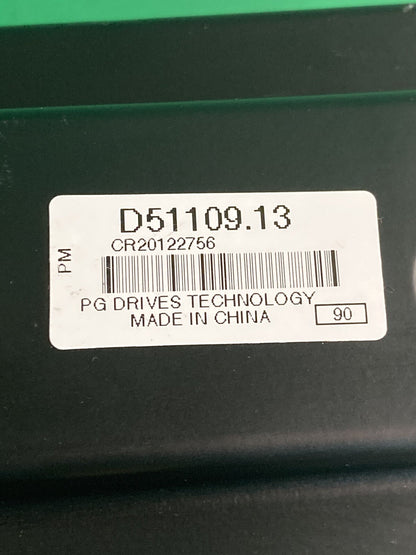 D51109.13
CR20122756
PM
PG DRIVES TECHNOLOGY
MADE IN CHINA
90